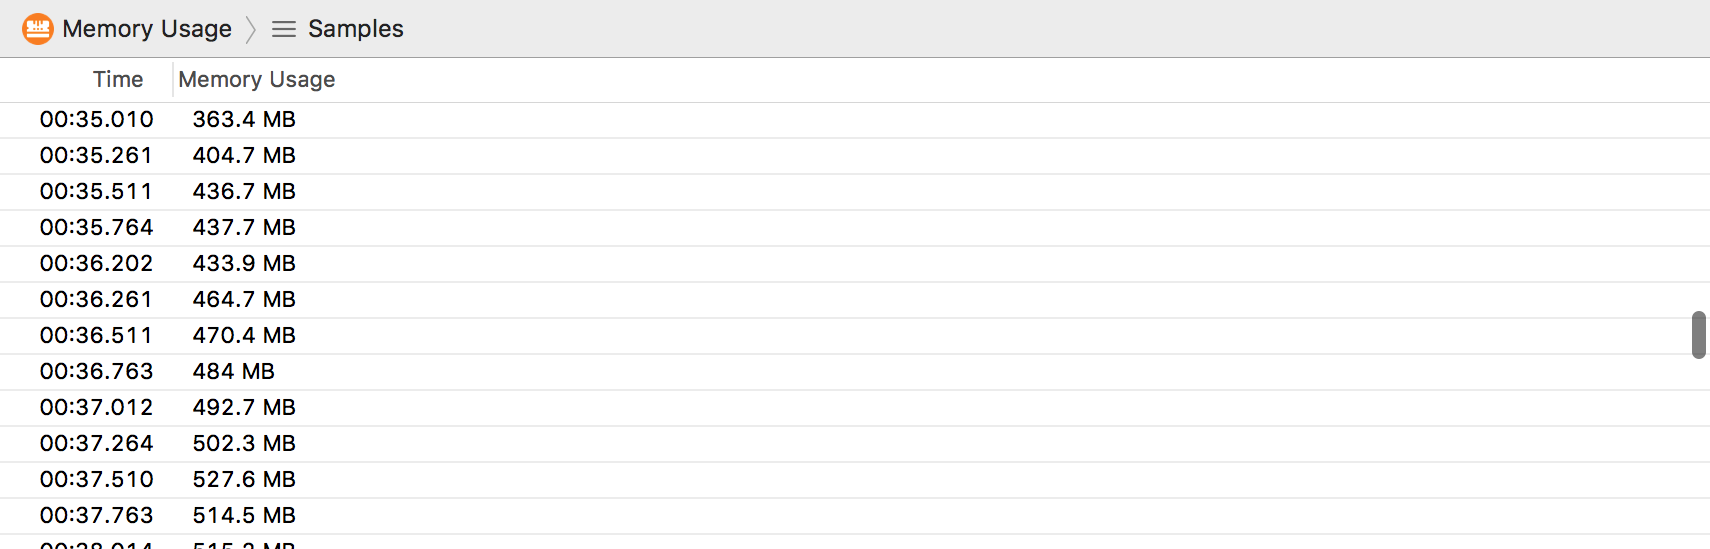 Memory Usage Samples
Time Memory Usage
00:35.010 363.4 MB
00:35.261 404.7 MB
00:35.511 436.7 MB
00:35.764 437.7 MB
00:36.202 433.9 MB
00:36.261 464.7 MB
00:36.511 470.4 MB
00:36.763 484 MB
00:37.012 492.7 MB
00:37.264 502.3 MB
00:37.510 527.6 MB
00:37.763 514.5 MB